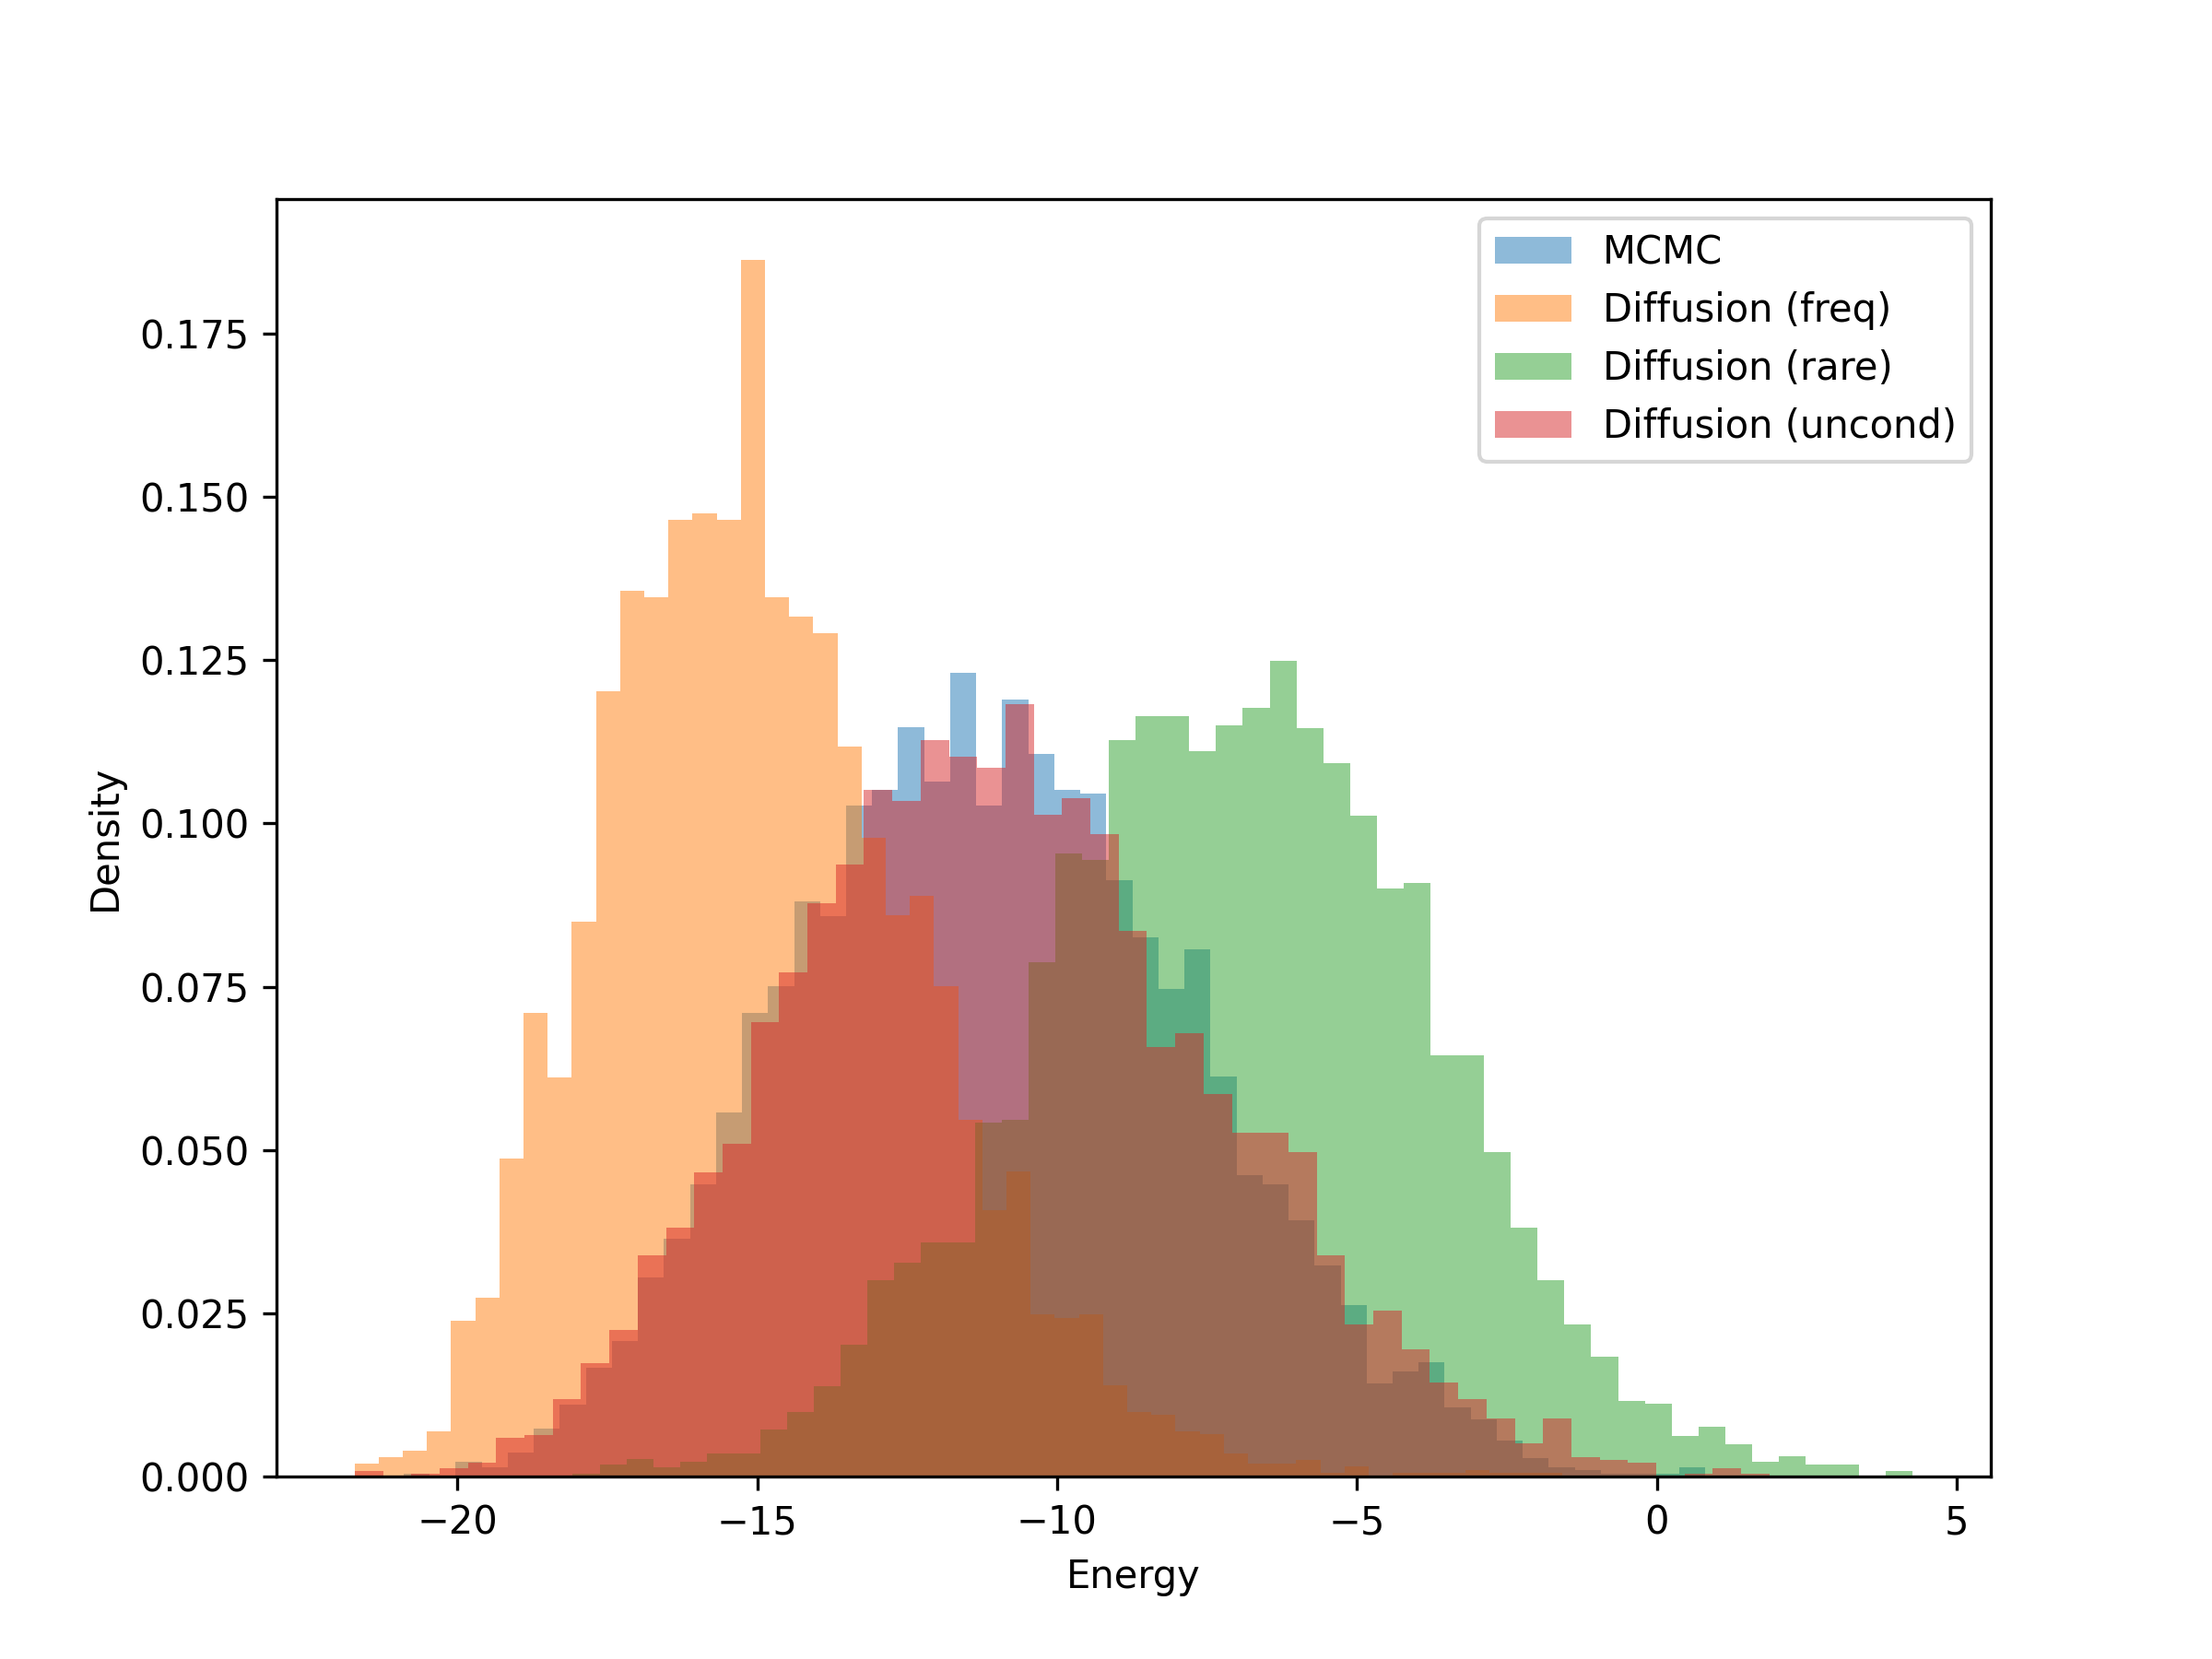 MCMC
Diffusion (freq)
Diffusion (rare)
Diffusion (uncond)
0.175
0.150
0.125
0.100
0.075
0.050
0.025
0.000
Density
−20 −15 −10 −5 0 5
Energy